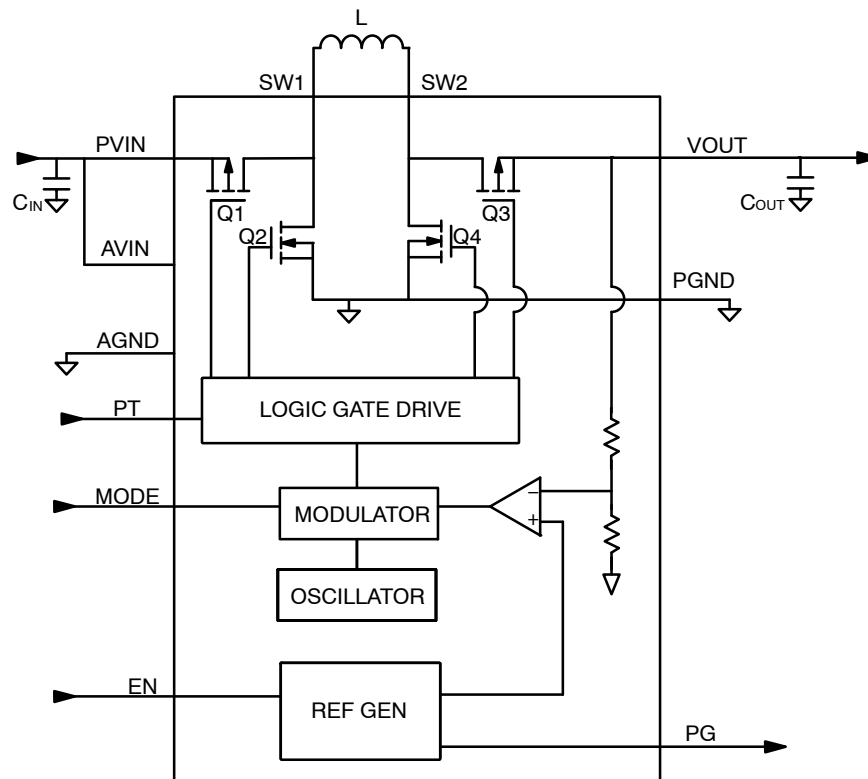 L
SW1 SW2
PVIN VOUT
CIN Q1 Q3 COUT
Q2 Q4
AVIN
PGND
AGND
LOGIC GATE DRIVE
PT
MODE
MODULATOR
−
+
OSCILLATOR
EN
REF GEN
PG